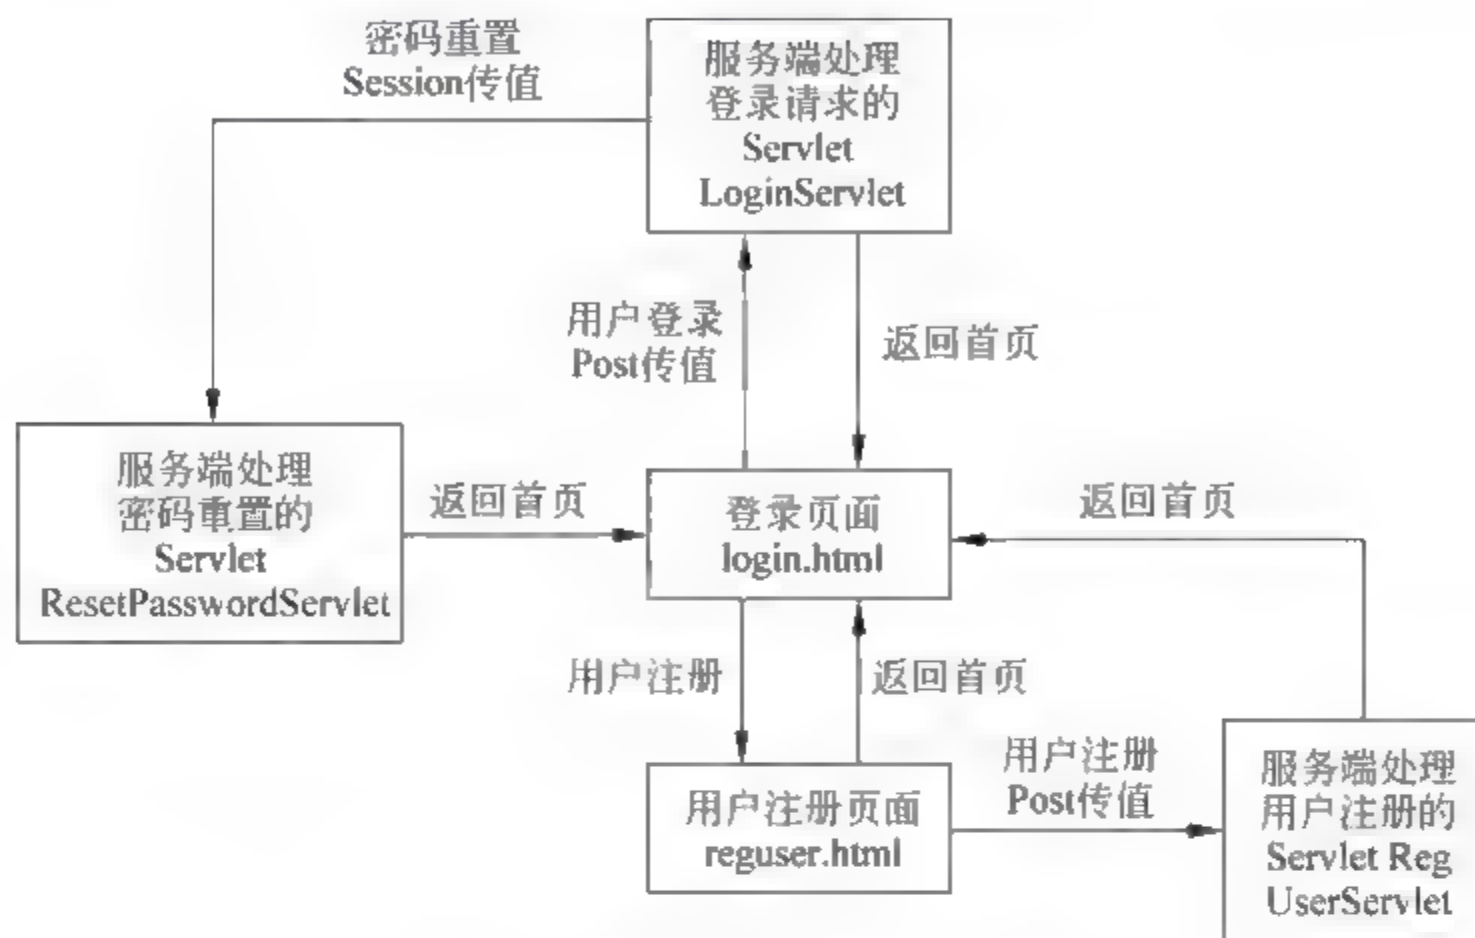 密码重置
Session传值
服务端处理
登录请求的
Servlet
LoginServlet
用户登录
Post传值
返回首页
服务端处理
密码重置的
Servlet
ResetPasswordServlet
返回首页
登录页面
login.html
返回首页
用户注册
返回首页
用户注册页面
reguser.html
用户注册
Post传值
服务端处理
用户注册的
Servlet Reg
UserServlet